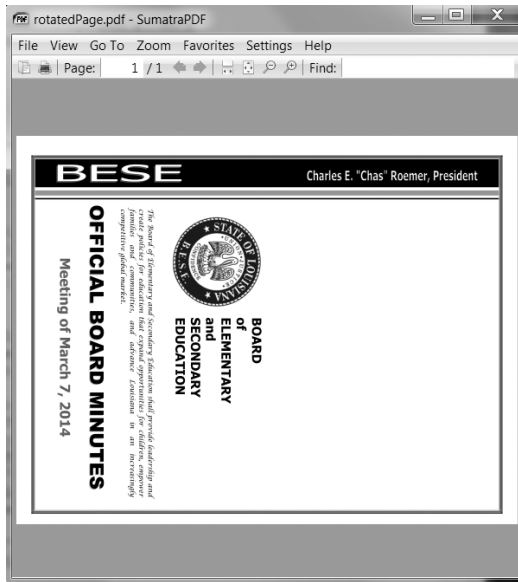 rotatedPage.pdf - SumatraPDF
File View Go To Zoom Favorites Settings Help
Page: 1 / 1 Find:
BESE
Charles E. "Chas" Roemer, President
STATE OF LOUISIANA
UNION JUSTICE
CONFIDENCE
B.E.S.E.
BOARD
of
ELEMENTARY
and
SECONDARY
EDUCATION
The Board of Elementary and Secondary Education shall provide leadership and
create policies for education that expand opportunities for children, empower
families and communities, and advance Louisiana in an increasingly
competitive global market.
OFFICIAL BOARD MINUTES
Meeting of March 7, 2014